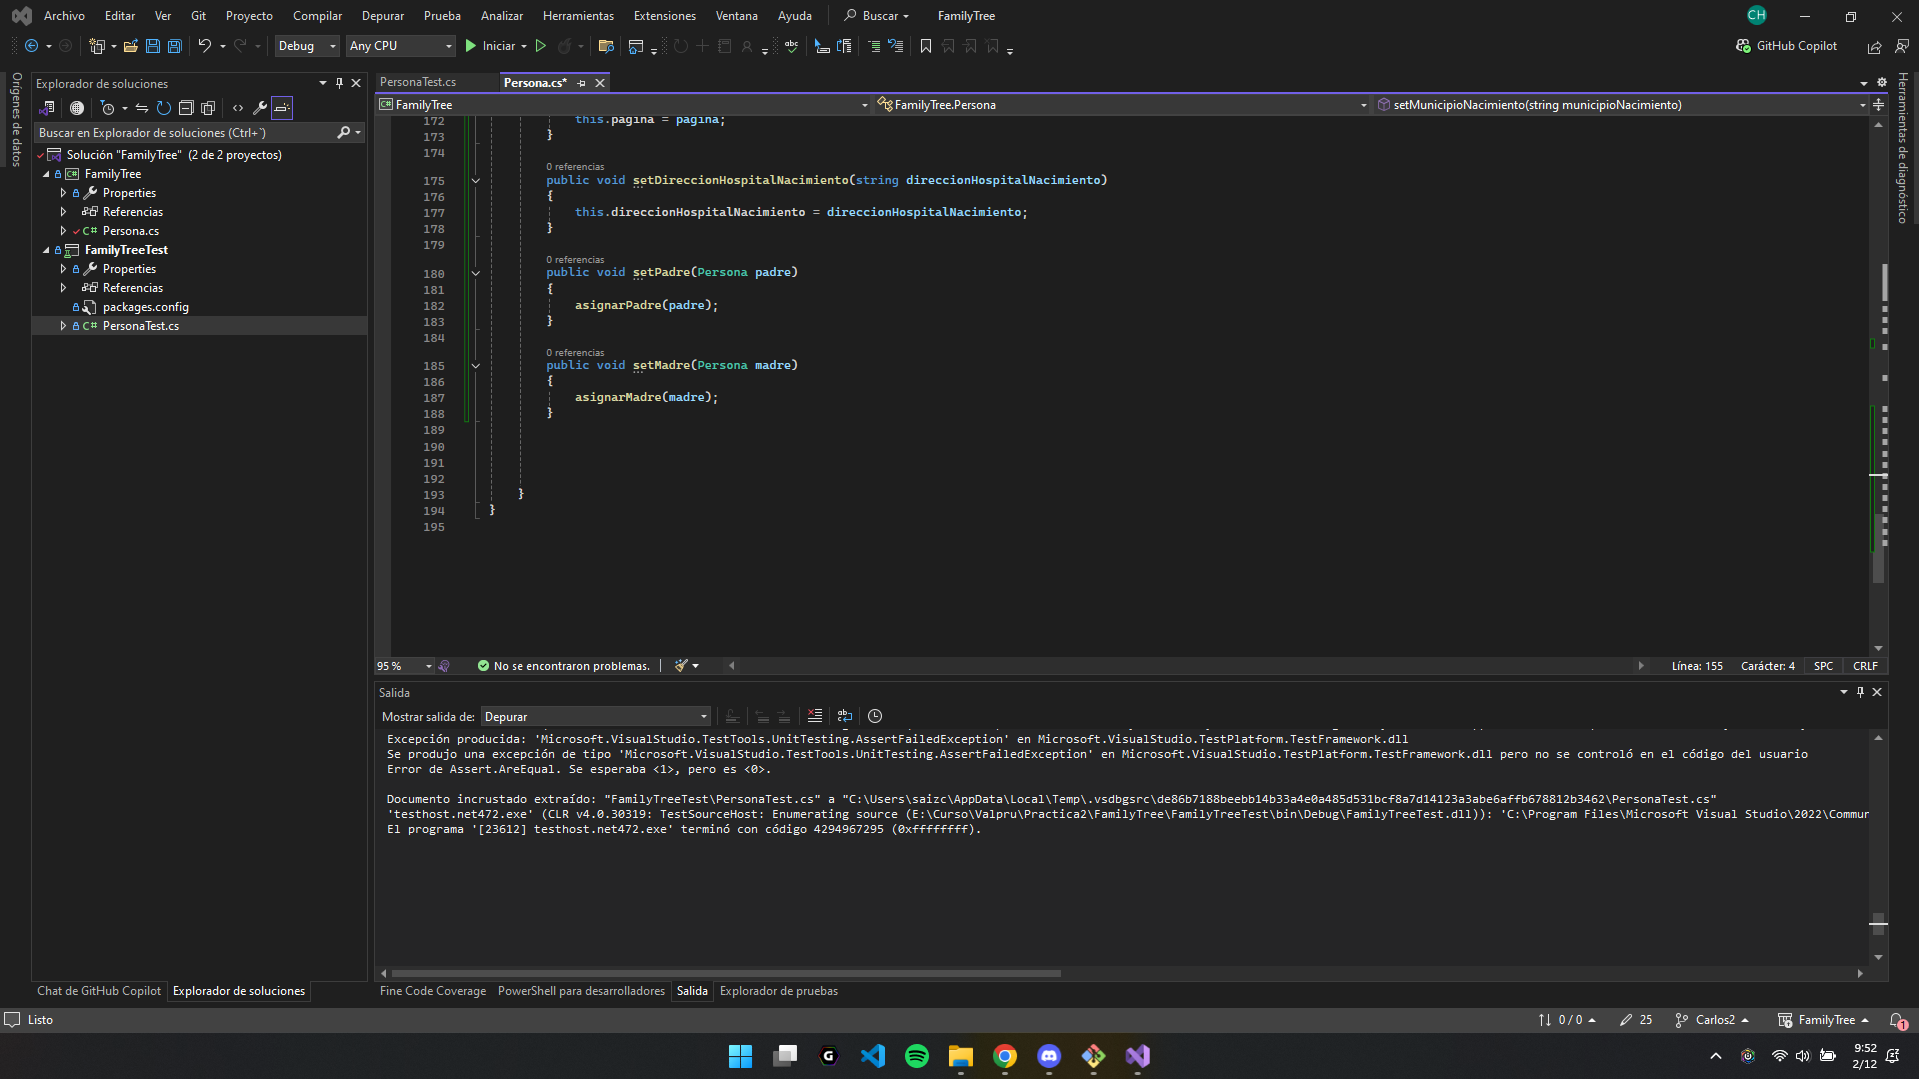 Archivo Editar Ver Git Proyecto Compilar Depurar Prueba Analizar Herramientas Extensiones Ventana Ayuda Buscar FamilyTree CH
Debug Any CPU Iniciar GitHub Copilot
Orígenes de datos
Explorador de soluciones
Buscar en Explorador de soluciones (Ctrl+`)
Solución "FamilyTree" (2 de 2 proyectos)
FamilyTree
Properties
Referencias
C# Persona.cs
FamilyTreeTest
Properties
Referencias
packages.config
C# PersonaTest.cs
PersonaTest.cs Persona.cs*
FamilyTree FamilyTree.Persona setMunicipioNacimiento(string municipioNacimiento)
172 this.pagina = pagina;
173 }
174
0 referencias
175 public void setDireccionHospitalNacimiento(string direccionHospitalNacimiento)
176 {
177 this.direccionHospitalNacimiento = direccionHospitalNacimiento;
178 }
179
0 referencias
180 public void setPadre(Persona padre)
181 {
182 asignarPadre(padre);
183 }
184
0 referencias
185 public void setMadre(Persona madre)
186 {
187 asignarMadre(madre);
188 }
189
190
191
192
193 }
194 }
195
Herramientas de diagnóstico
95 % No se encontraron problemas. Línea: 155 Carácter: 4 SPC CRLF
Salida
Mostrar salida de: Depurar
Excepción producida: 'Microsoft.VisualStudio.TestTools.UnitTesting.AssertFailedException' en Microsoft.VisualStudio.TestPlatform.TestFramework.dll
Se produjo una excepción de tipo 'Microsoft.VisualStudio.TestTools.UnitTesting.AssertFailedException' en Microsoft.VisualStudio.TestPlatform.TestFramework.dll pero no se controló en el código del usuario
Error de Assert.AreEqual. Se esperaba <1>, pero es <0>.
Documento incrustado extraído: "FamilyTreeTest\PersonaTest.cs" a "C:\Users\saizc\AppData\Local\Temp\.vsdbgsrc\de86b7188beebb14b33a4e0a485d531bcf8a7d14123a3abe6affb678812b3462\PersonaTest.cs"
'testhost.net472.exe' (CLR v4.0.30319: TestSourceHost: Enumerating source (E:\Curso\Valpru\Practica2\FamilyTree\FamilyTreeTest\bin\Debug\FamilyTreeTest.dll)): 'C:\Program Files\Microsoft Visual Studio\2022\Commun
El programa '[23612] testhost.net472.exe' terminó con código 4294967295 (0xffffffff).
Chat de GitHub Copilot Explorador de soluciones Fine Code Coverage PowerShell para desarrolladores Salida Explorador de pruebas
Listo 0 / 0 25 Carlos2 FamilyTree 1
9:52
2/12